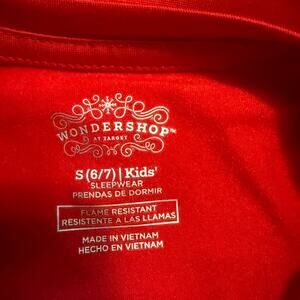 WONDERSHOP™
AT TARGET
S (6/7) | Kids'
SLEEPWEAR
PRENDAS DE DORMIR
FLAME RESISTANT
RESISTENTE A LAS LLAMAS
MADE IN VIETNAM
HECHO EN VIETNAM